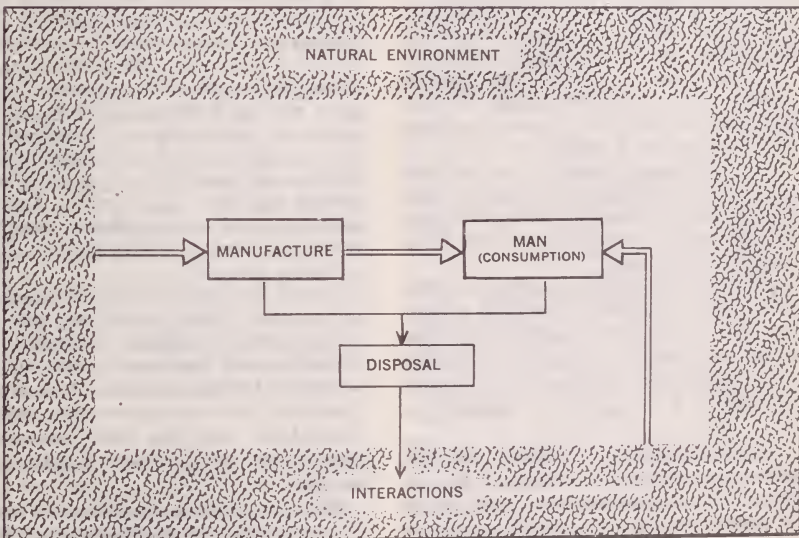 NATURAL ENVIRONMENT
MANUFACTURE
MAN
(CONSUMPTION)
DISPOSAL
INTERACTIONS